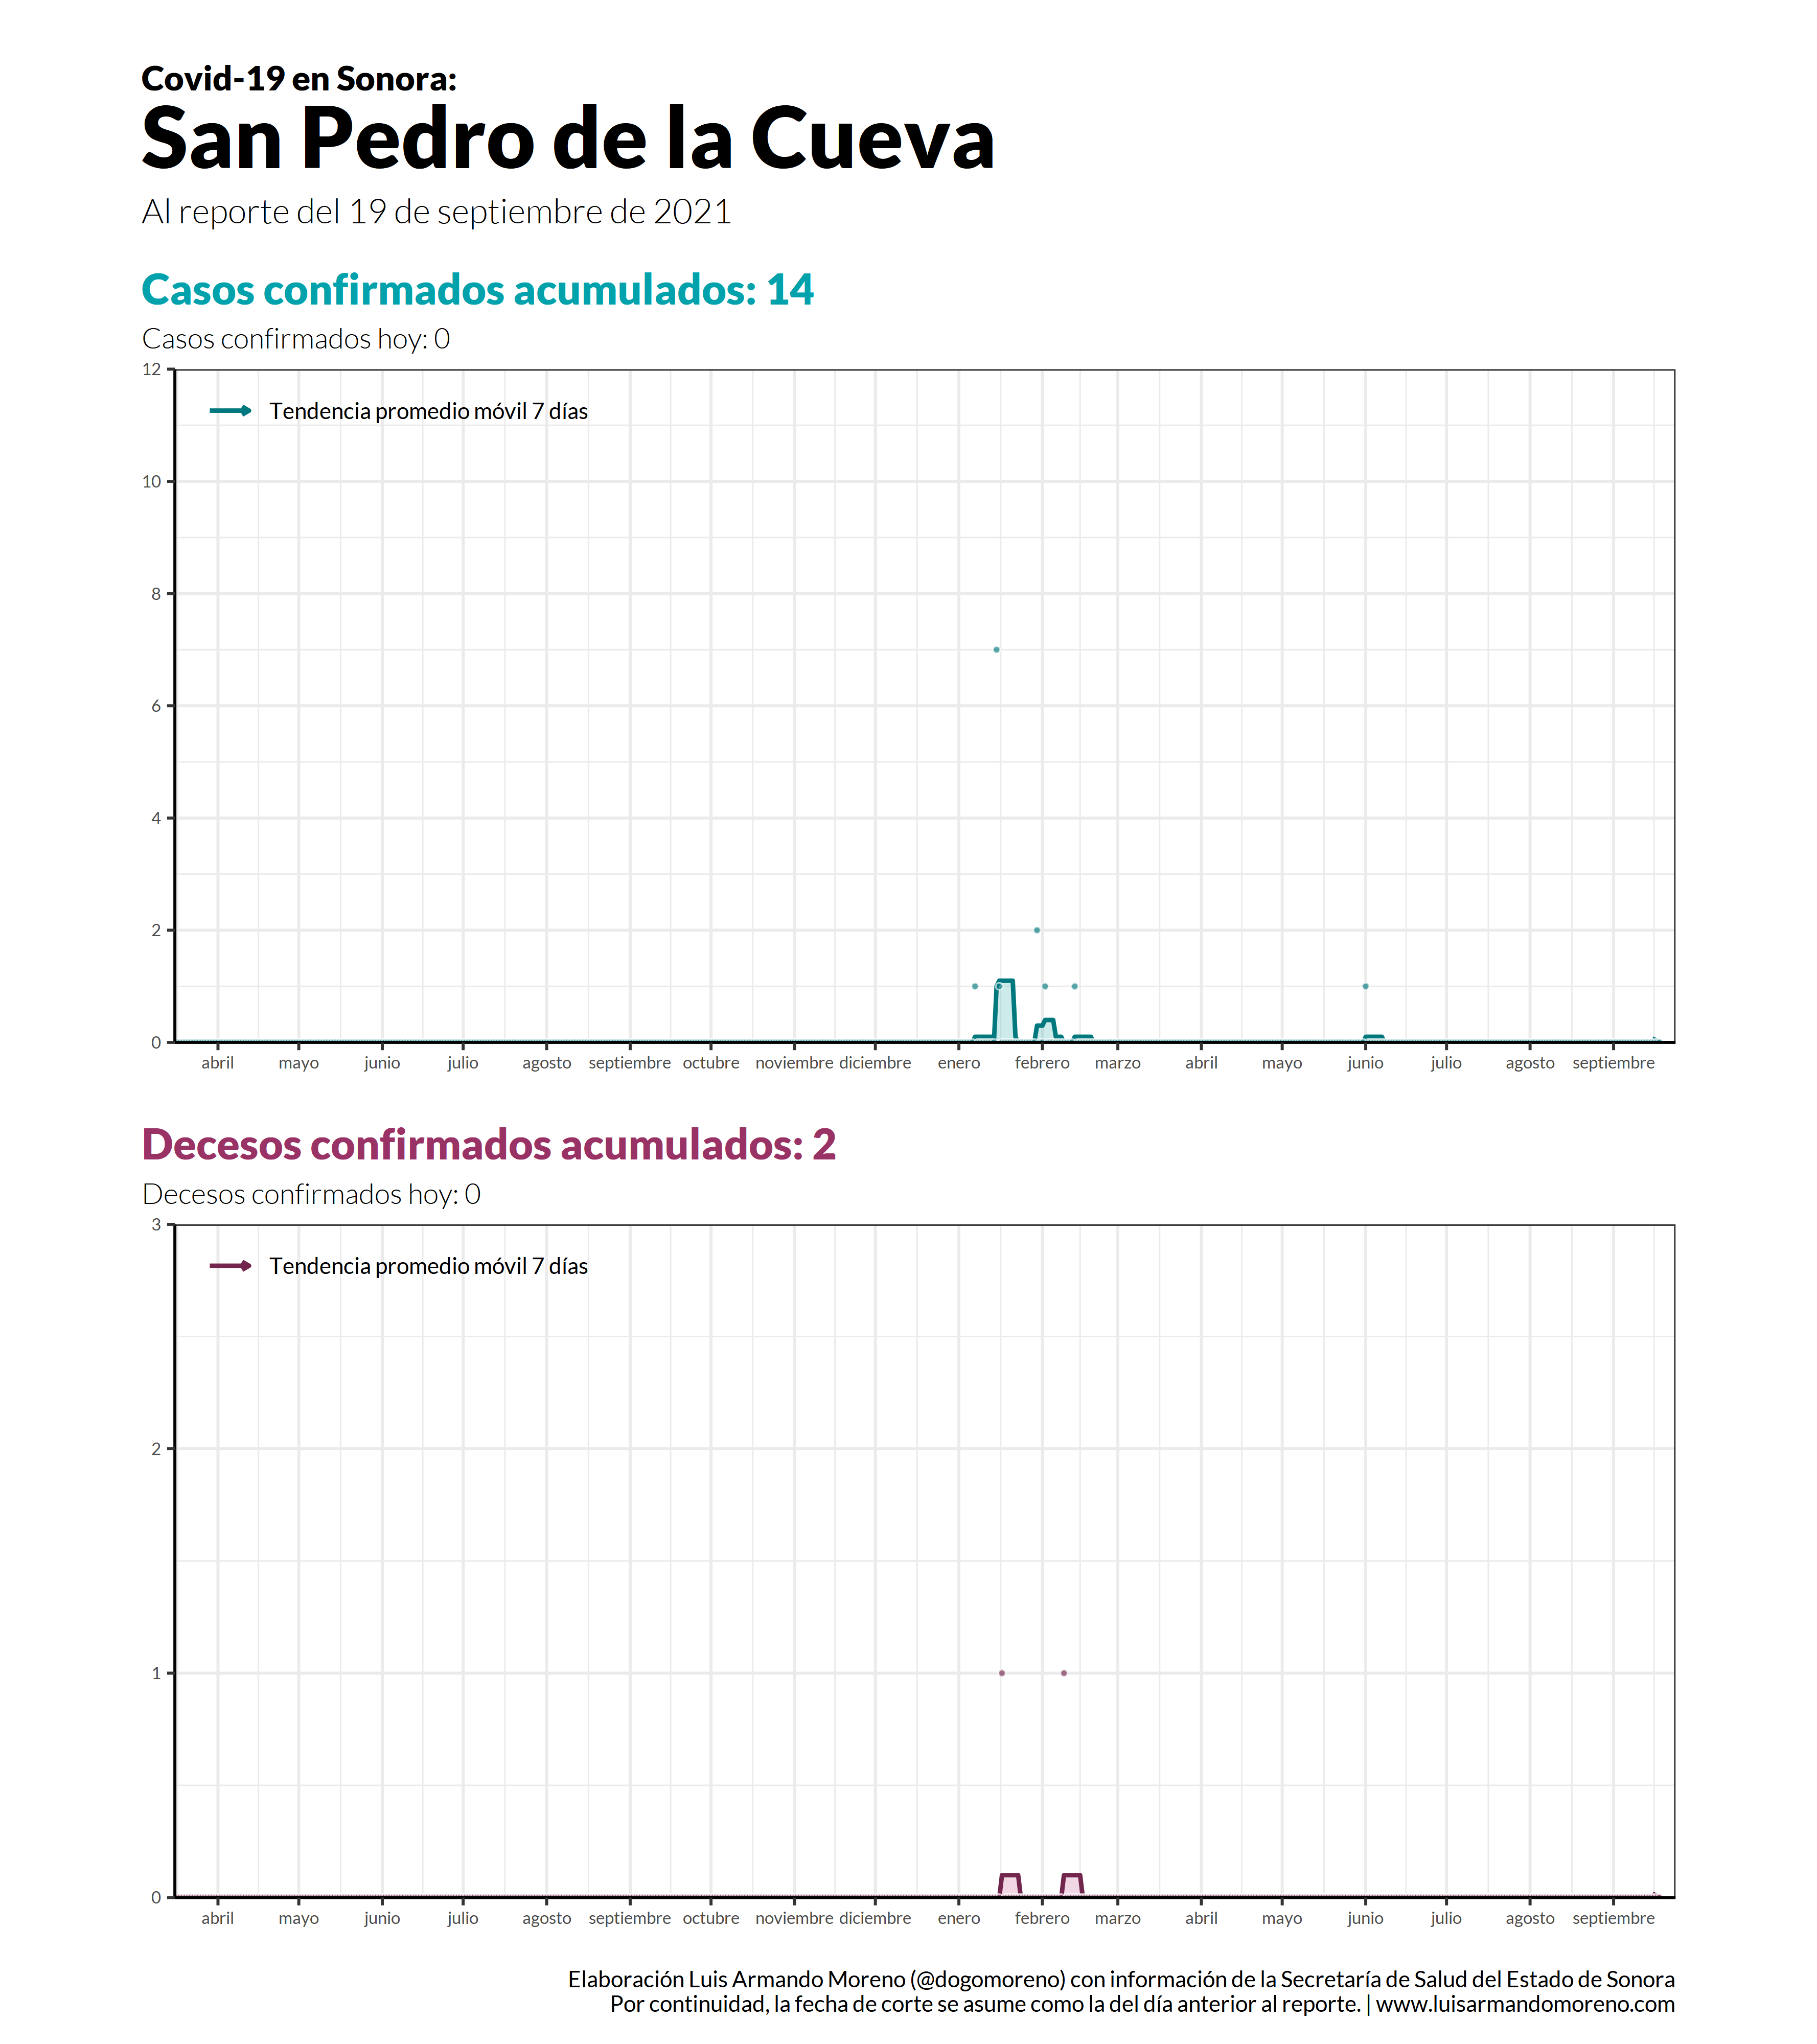 Covid-19 en Sonora:
San Pedro de la Cueva
Al reporte del 19 de septiembre de 2021
Casos confirmados acumulados: 14
Casos confirmados hoy: 0
12
Tendencia promedio móvil 7 días
10
8
6
4
2
0
abril mayo junio julio agosto septiembre octubre noviembre diciembre enero febrero marzo abril mayo junio julio agosto septiembre
Decesos confirmados acumulados: 2
Decesos confirmados hoy: 0
3
Tendencia promedio móvil 7 días
2
1
0
abril mayo junio julio agosto septiembre octubre noviembre diciembre enero febrero marzo abril mayo junio julio agosto septiembre
Elaboración Luis Armando Moreno (@dogomoreno) con información de la Secretaría de Salud del Estado de Sonora
Por continuidad, la fecha de corte se asume como la del día anterior al reporte. | www.luisarmandomoreno.com